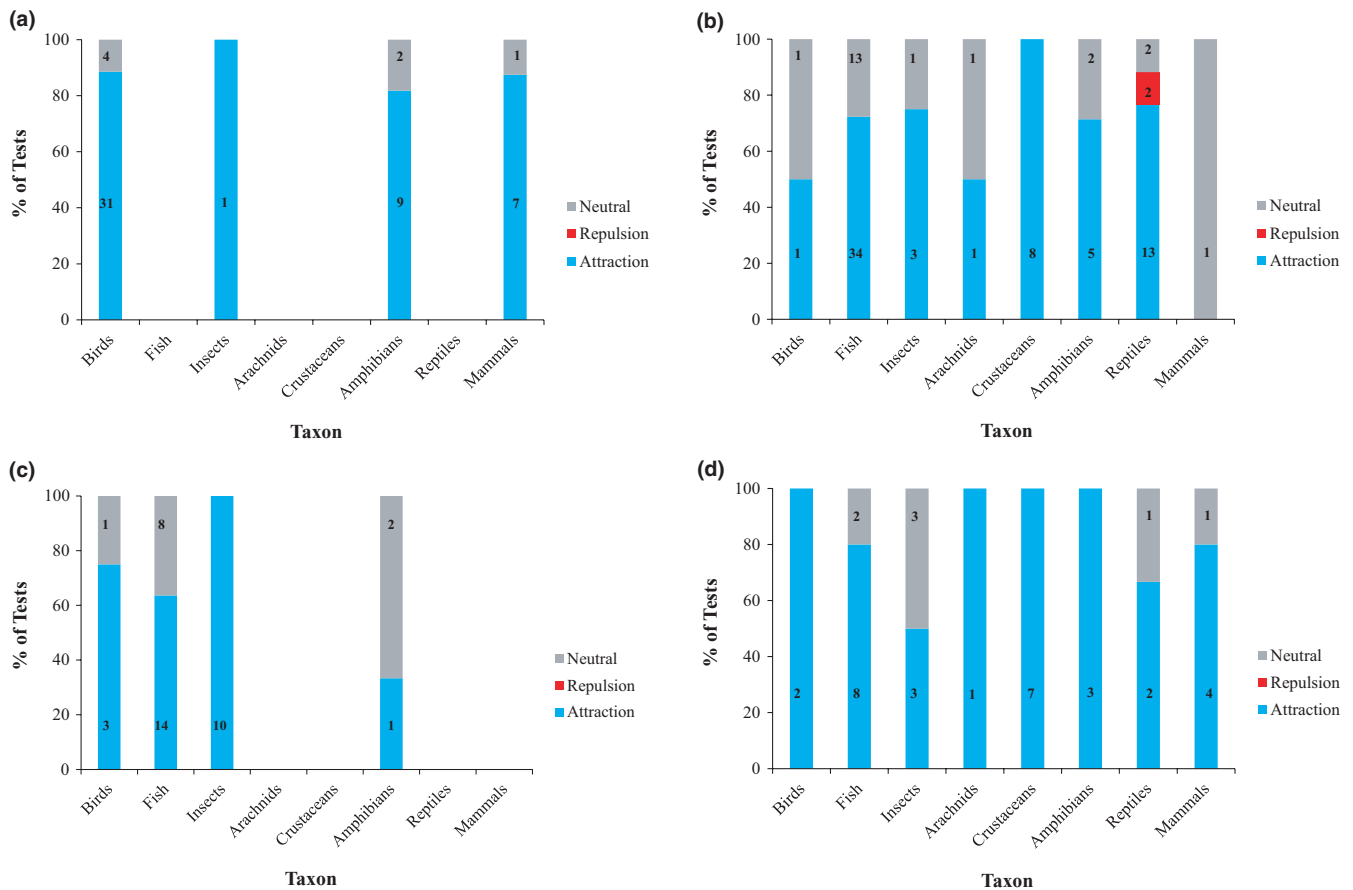 (a)
100
80
60
40
20
0
% of Tests
4
31
1
2
9
1
7
Neutral
Repulsion
Attraction
Birds
Fish
Insects
Arachnids
Crustaceans
Amphibians
Reptiles
Mammals
Taxon
(b)
100
80
60
40
20
0
% of Tests
1
13
1
1
2
2
2
1
34
3
1
8
5
13
1
Neutral
Repulsion
Attraction
Birds
Fish
Insects
Arachnids
Crustaceans
Amphibians
Reptiles
Mammals
Taxon
(c)
100
80
60
40
20
0
% of Tests
1
8
2
3
14
10
1
Neutral
Repulsion
Attraction
Birds
Fish
Insects
Arachnids
Crustaceans
Amphibians
Reptiles
Mammals
Taxon
(d)
100
80
60
40
20
0
% of Tests
2
3
1
1
2
8
3
1
7
3
2
4
Neutral
Repulsion
Attraction
Birds
Fish
Insects
Arachnids
Crustaceans
Amphibians
Reptiles
Mammals
Taxon